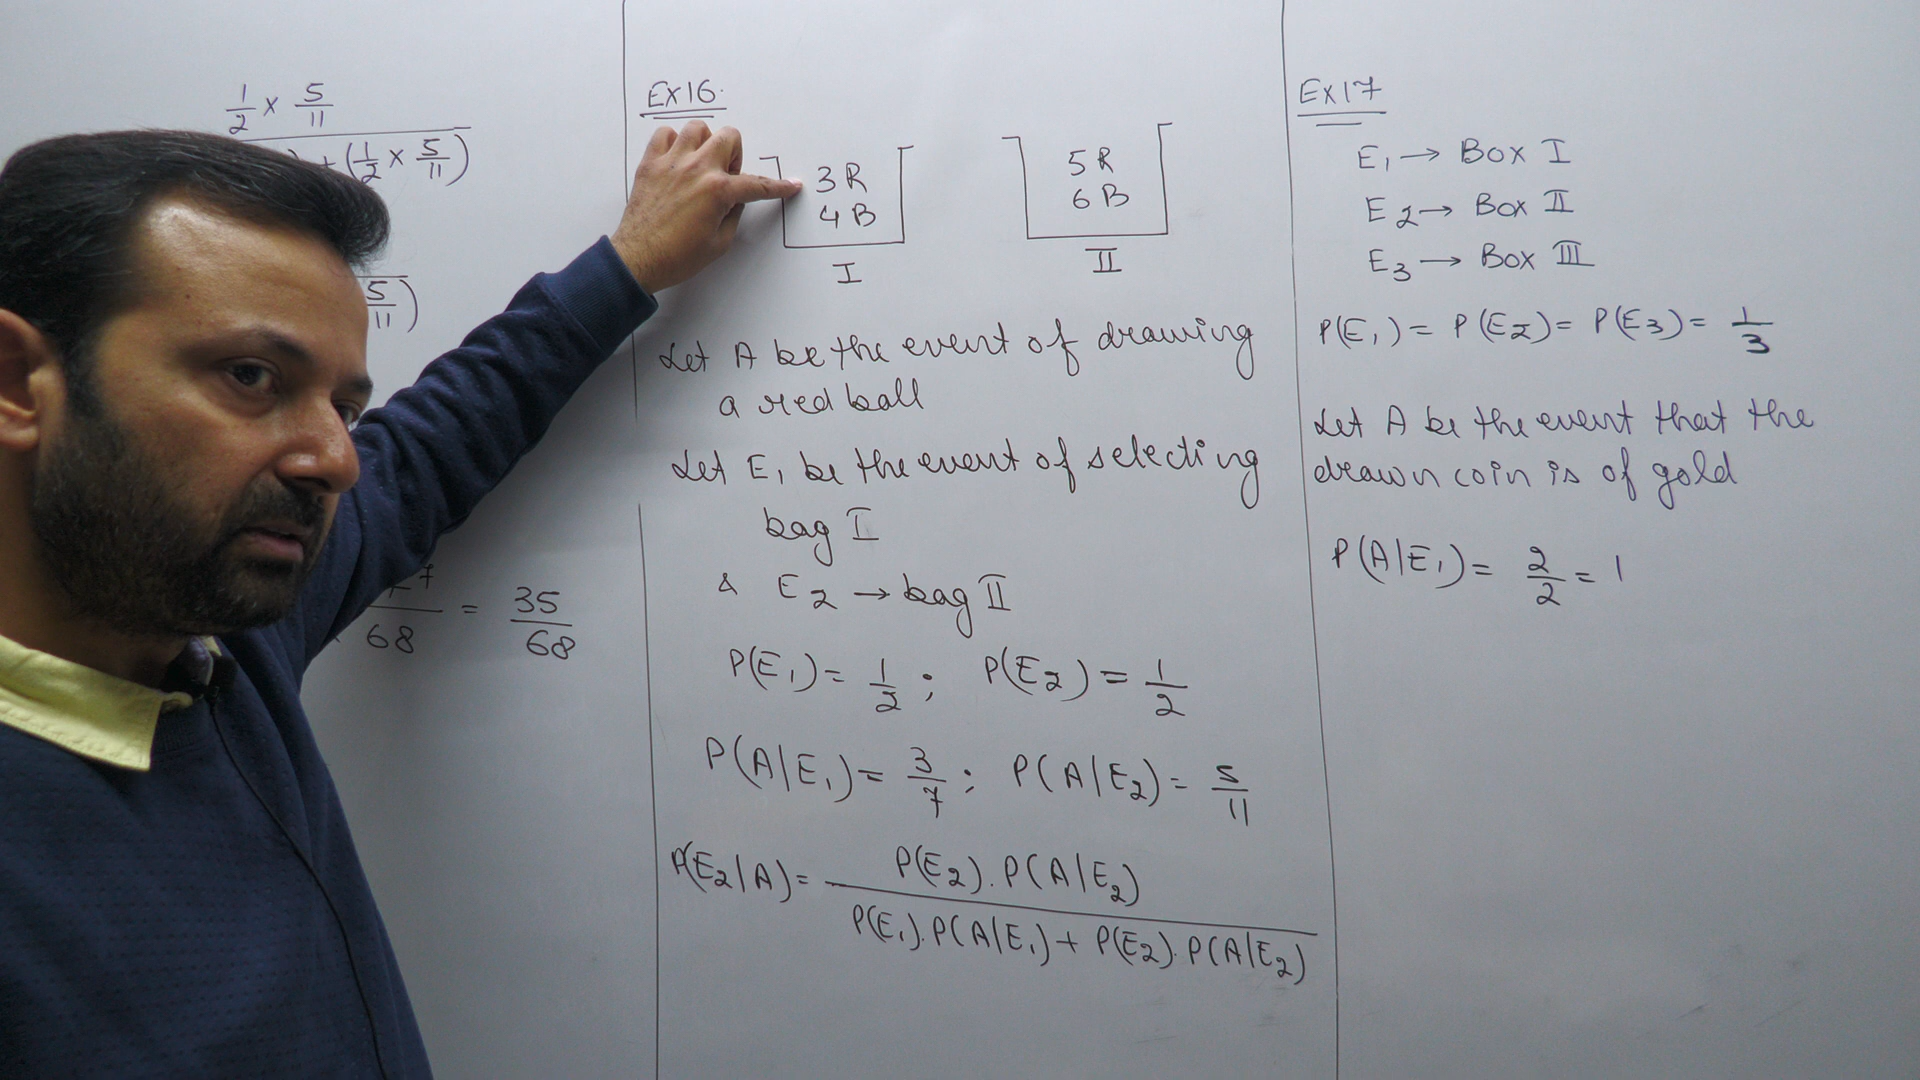 1/2 × 5/11
+ (1/2 × 5/11)
5/11)
7
68 = 35/68
Ex16.
3R
4B
I
5R
6B
II
Let A be the event of drawing
a red ball
Let E₁ be the event of selecting
bag I
& E₂ → bag II
P(E₁) = 1/2 ; P(E₂) = 1/2
P(A|E₁) = 3/7 ; P(A|E₂) = 5/11
P(E₂|A) = P(E₂).P(A|E₂)
P(E₁).P(A|E₁) + P(E₂).P(A|E₂)
Ex17
E₁ → Box I
E₂ → Box II
E₃ → Box III
P(E₁) = P(E₂) = P(E₃) = 1/3
Let A be the event that the
drawn coin is of gold
P(A|E₁) = 2/2 = 1